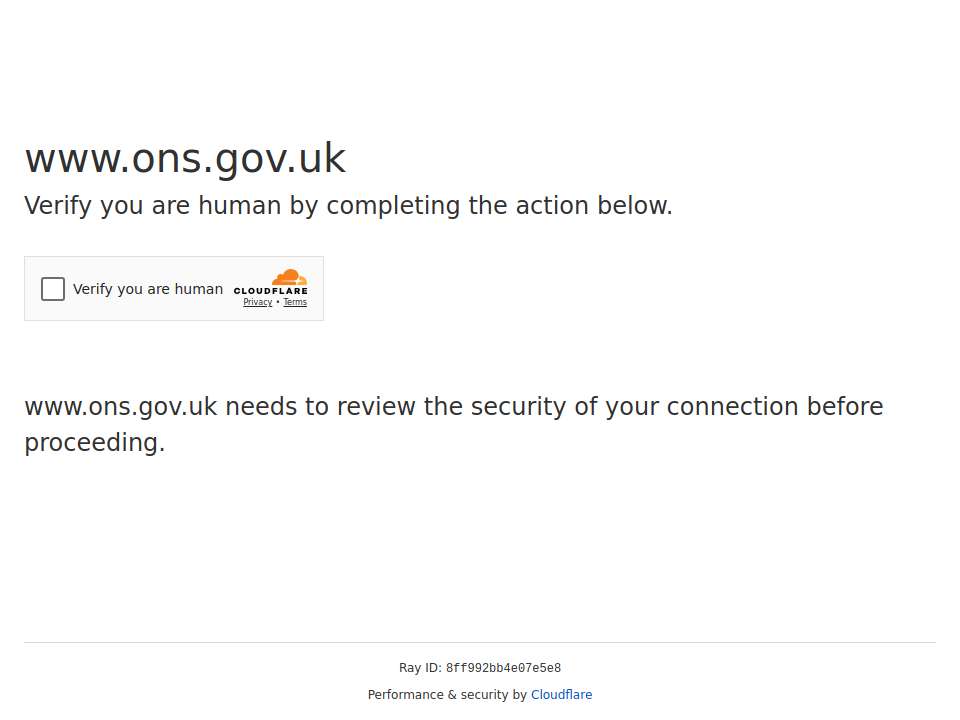 www.ons.gov.uk
Verify you are human by completing the action below.
Verify you are human
CLOUDFLARE
Privacy • Terms
www.ons.gov.uk needs to review the security of your connection before
proceeding.
Ray ID: 8ff992bb4e07e5e8
Performance & security by Cloudflare